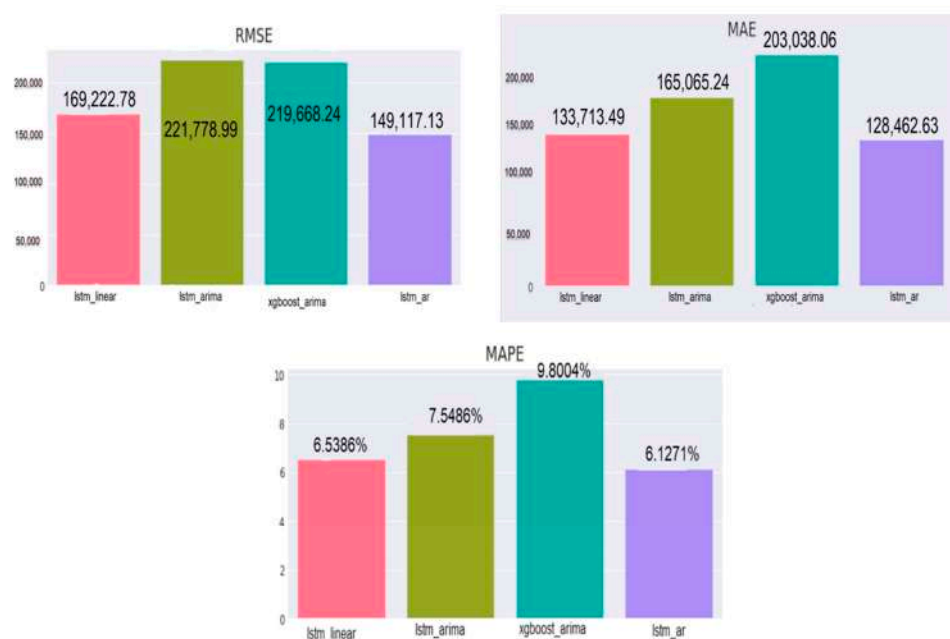 RMSE
200,000
150,000
100,000
50,000
0
169,222.78
221,778.99
219,668.24
149,117.13
lstm_linear
lstm_arima
xgboost_arima
lstm_ar
MAE
200,000
150,000
100,000
50,000
0
133,713.49
165,065.24
203,038.06
128,462.63
lstm_linear
lstm_arima
xgboost_arima
lstm_ar
MAPE
10
8
6
4
2
0
6.5386%
7.5486%
9.8004%
6.1271%
lstm_linear
lstm_arima
xgboost_arima
lstm_ar